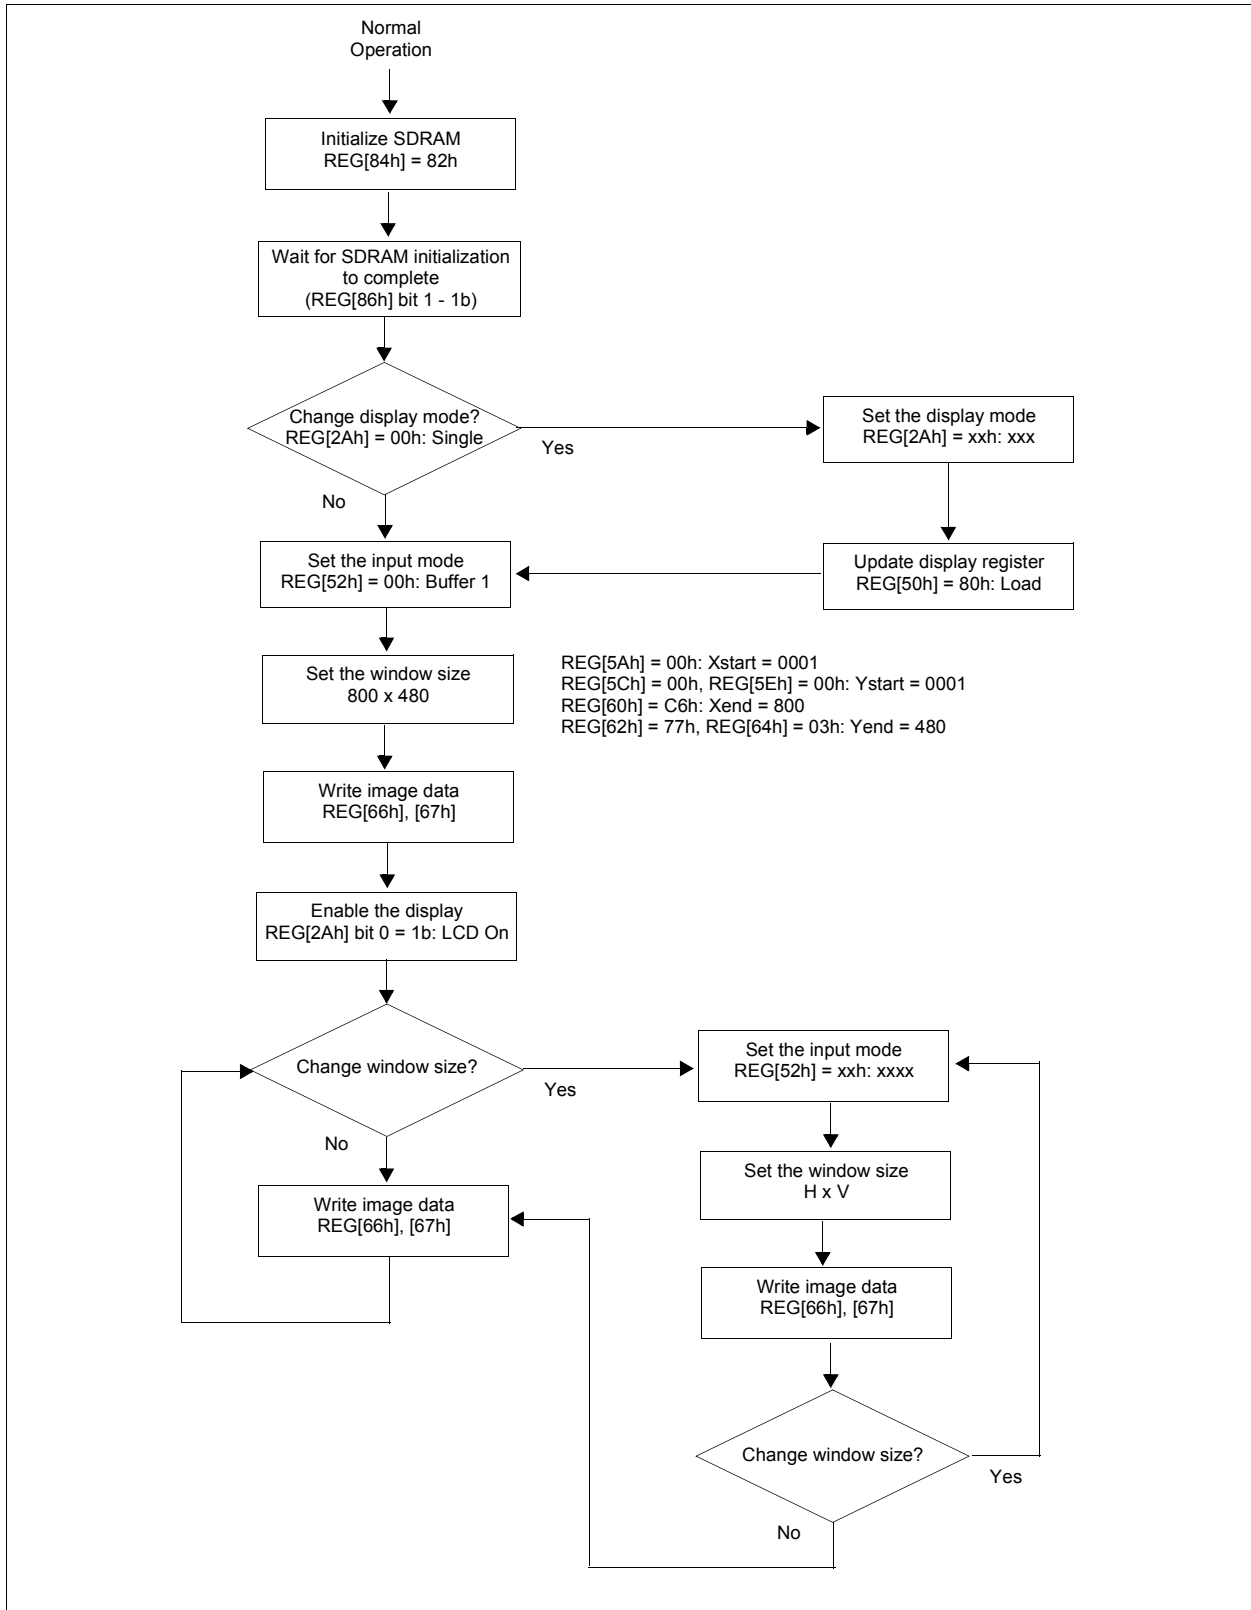 Normal
Operation
Initialize SDRAM
REG[84h] = 82h
Wait for SDRAM initialization
to complete
(REG[86h] bit 1 - 1b)
Change display mode?
REG[2Ah] = 00h: Single
Yes
No
Set the display mode
REG[2Ah] = xxh: xxx
Update display register
REG[50h] = 80h: Load
Set the input mode
REG[52h] = 00h: Buffer 1
Set the window size
800 x 480
REG[5Ah] = 00h: Xstart = 0001
REG[5Ch] = 00h, REG[5Eh] = 00h: Ystart = 0001
REG[60h] = C6h: Xend = 800
REG[62h] = 77h, REG[64h] = 03h: Yend = 480
Write image data
REG[66h], [67h]
Enable the display
REG[2Ah] bit 0 = 1b: LCD On
Change window size?
Yes
No
Write image data
REG[66h], [67h]
Set the input mode
REG[52h] = xxh: xxxx
Set the window size
H x V
Write image data
REG[66h], [67h]
Change window size?
Yes
No